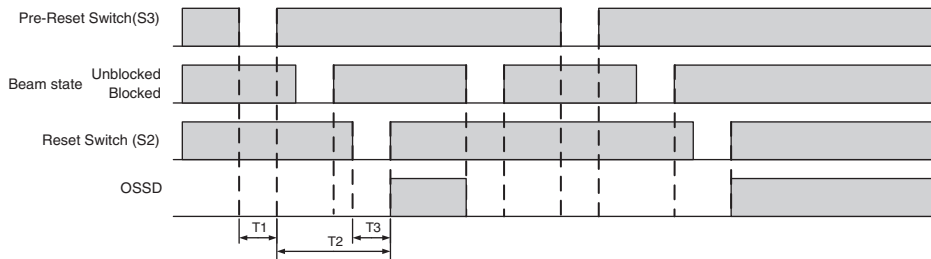 Pre-Reset Switch(S3)
Beam state Unblocked
Blocked
Reset Switch (S2)
OSSD
T1
T3
T2